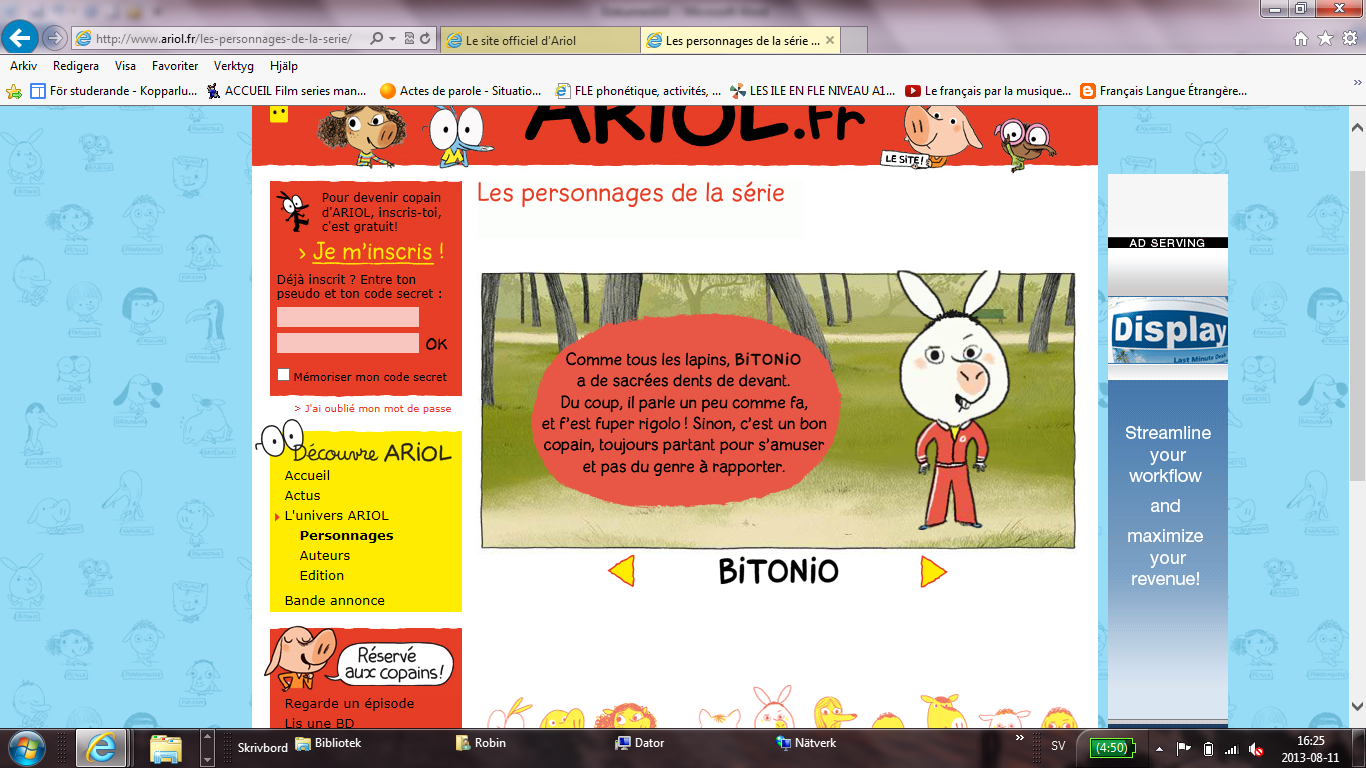 http://www.ariol.fr/les-personnages-de-la-serie/
Le site officiel d'Ariol
Les personnages de la série ...
Arkiv Redigera Visa Favoriter Verktyg Hjälp
För studerande - Kopparlu...
ACCUEIL Film series man...
Actes de parole - Situatio...
FLE phonétique, activités, ...
LES ILE EN FLE NIVEAU A1...
Le français par la musique...
Français Langue Étrangère...
ARIOL.FR
LE SITE!
Pour devenir copain
d'ARIOL, inscris-toi,
c'est gratuit!
> Je m'inscris !
Déjà inscrit ? Entre ton
pseudo et ton code secret :
OK
Mémoriser mon code secret
> J'ai oublié mon mot de passe
Découvre ARIOL
Accueil
Actus
L'univers ARIOL
Personnages
Auteurs
Edition
Bande annonce
Réservé
aux copains!
Regarde un épisode
Lis une BD
Les personnages de la série
Comme tous les lapins, BiTONiO
a de sacrées dents de devant.
Du coup, il parle un peu comme fa,
et f'est fuper rigolo ! Sinon, c'est un bon
copain, toujours partant pour s'amuser
et pas du genre à rapporter.
BiTONiO
AD SERVING
Display
Last Minute
Streamline
your
workflow
and
maximize
your
revenue!
Skrivbord
Bibliotek
Robin
Dator
Nätverk
»
SV
(4:50)
16:25
2013-08-11